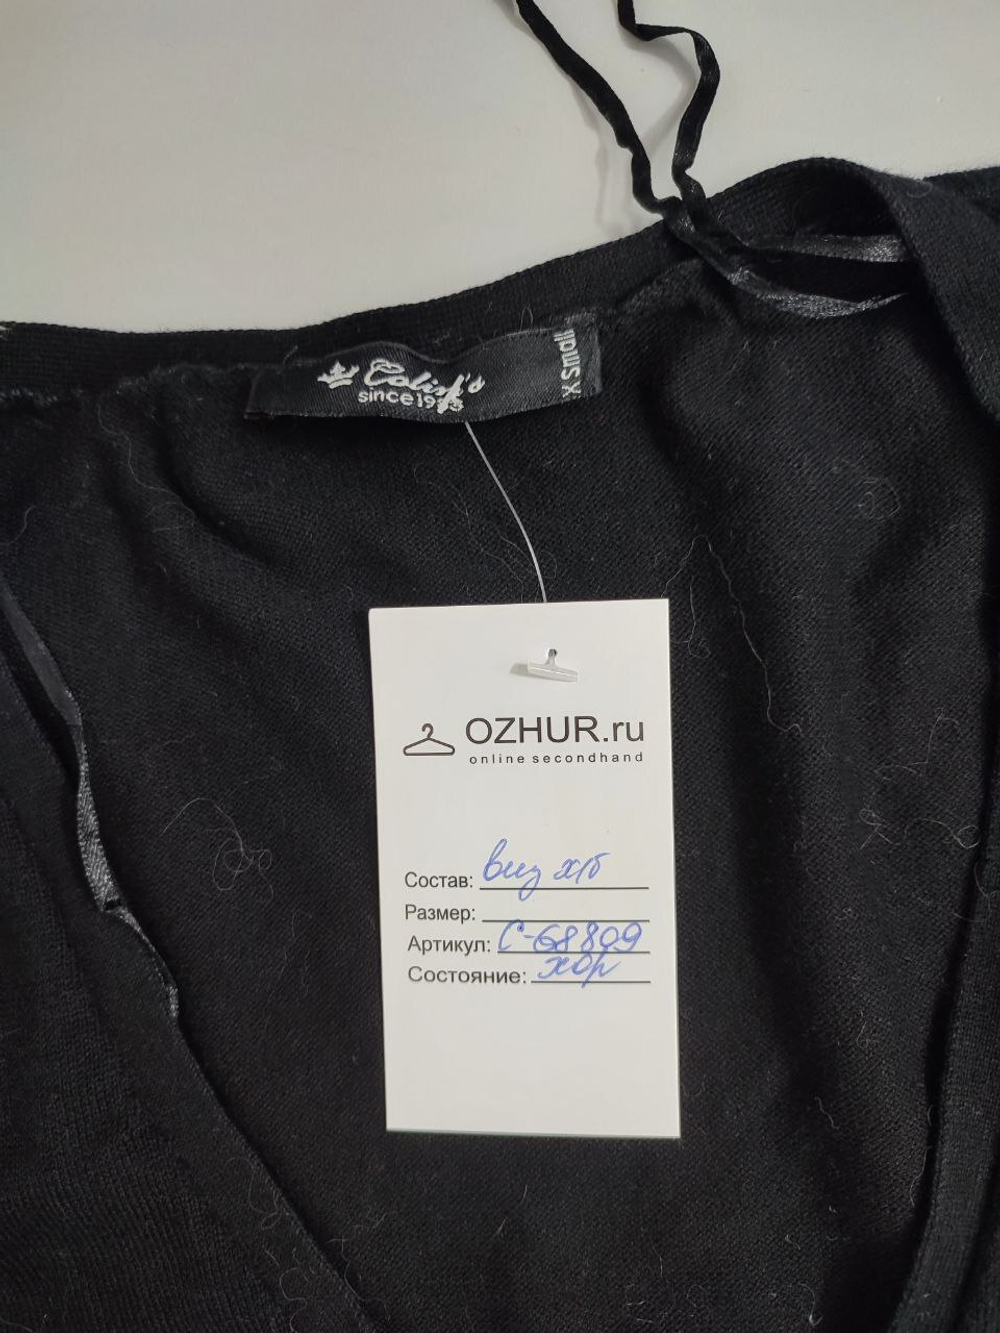 Colin's
since 1983
X Small
OZHUR.ru
online secondhand
Состав: виз х/б
Размер:
Артикул: С-68809
Состояние: хор